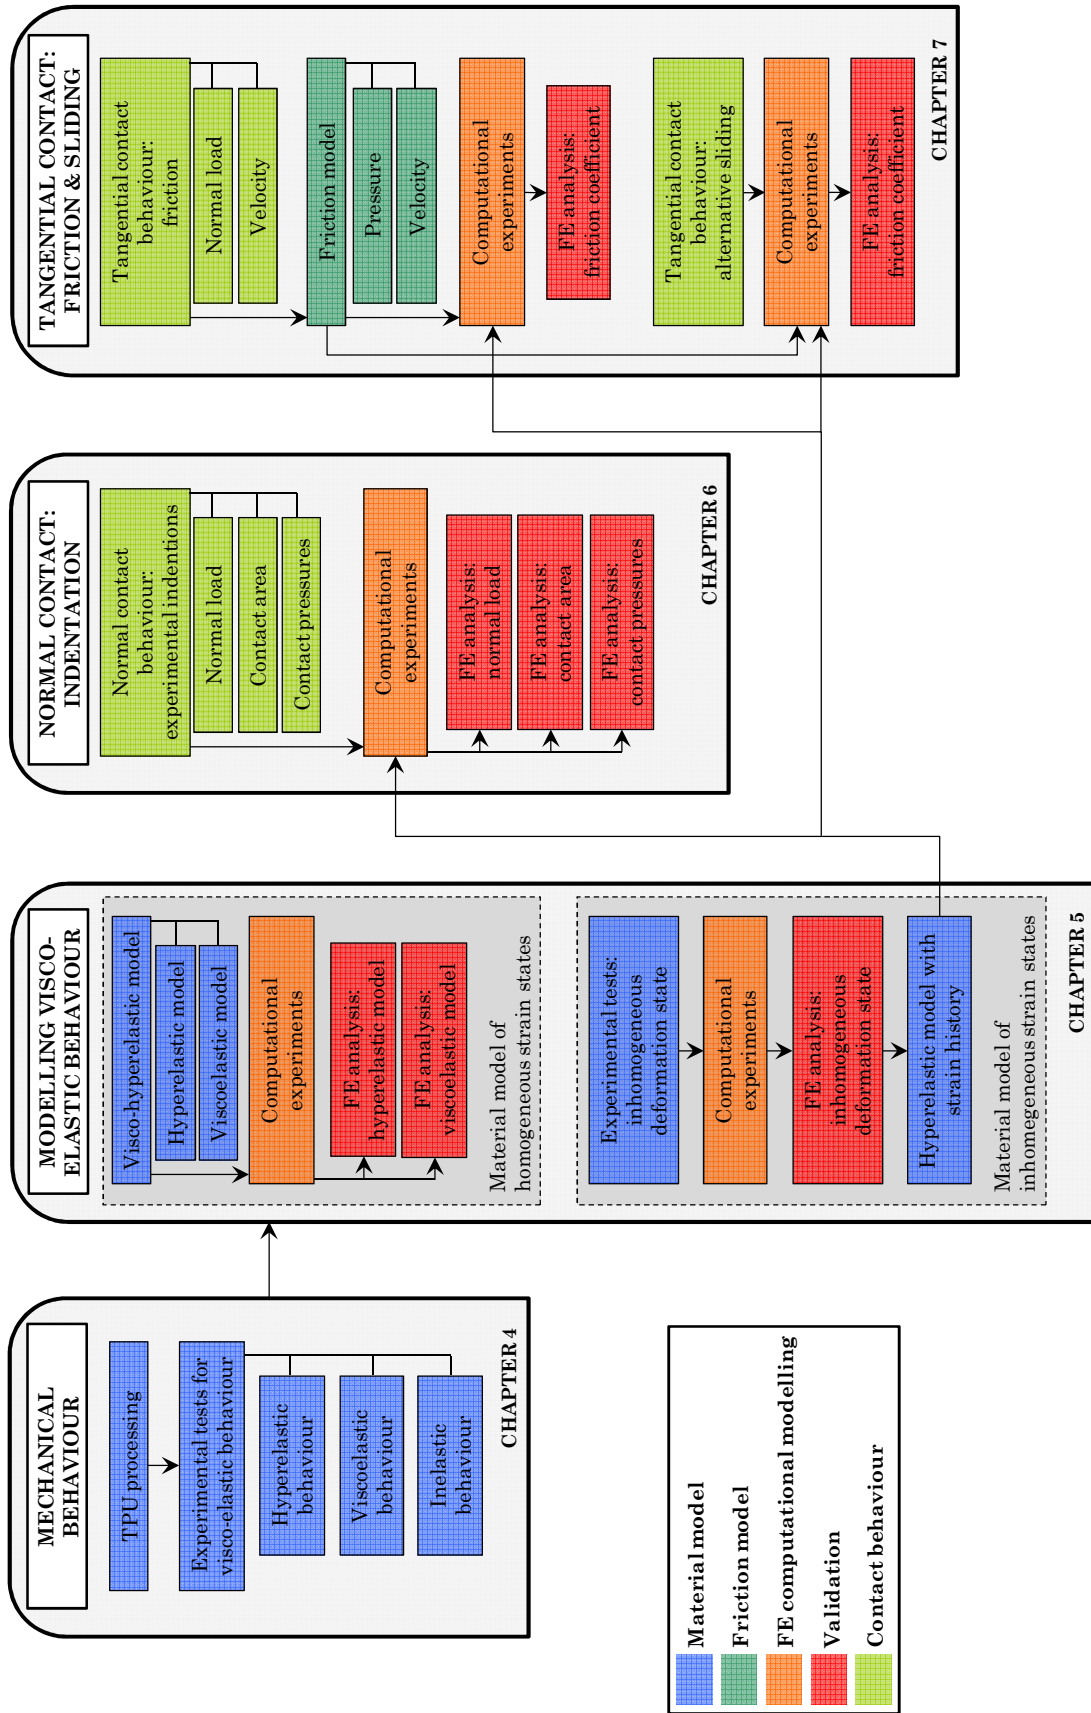 MECHANICAL
BEHAVIOUR
TPU processing
Experimental tests for
visco-elastic behaviour
Hyperelastic
behaviour
Viscoelastic
behaviour
Inelastic
behaviour
CHAPTER 4
MODELLING VISCO-
ELASTIC BEHAVIOUR
Visco-hyperelastic model
Hyperelastic model
Viscoelastic model
Computational
experiments
FE analysis:
hyperelastic model
FE analysis:
viscoelastic model
Material model of
homogeneous strain states
Experimental tests:
inhomogeneous
deformation state
Computational
experiments
FE analysis:
inhomogeneous
deformation state
Hyperelastic model with
strain history
Material model of
inhomegeneous strain states
CHAPTER 5
NORMAL CONTACT:
INDENTATION
Normal contact
behaviour:
experimental indentions
Normal load
Contact area
Contact pressures
Computational
experiments
FE analysis:
normal load
FE analysis:
contact area
FE analysis:
contact pressures
CHAPTER 6
TANGENTIAL CONTACT:
FRICTION & SLIDING
Tangential contact
behaviour:
friction
Normal load
Velocity
Friction model
Pressure
Velocity
Computational
experiments
FE analysis:
friction coefficient
Tangential contact
behaviour:
alternative sliding
Computational
experiments
FE analysis:
friction coefficient
CHAPTER 7
Material model
Friction model
FE computational modelling
Validation
Contact behaviour